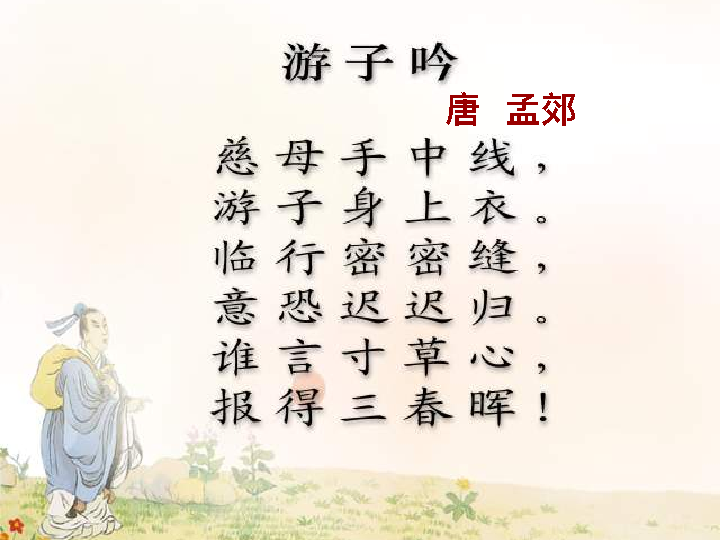 游子吟
唐 孟郊
慈母手中线，
游子身上衣。
临行密密缝，
意恐迟迟归。
谁言寸草心，
报得三春晖！